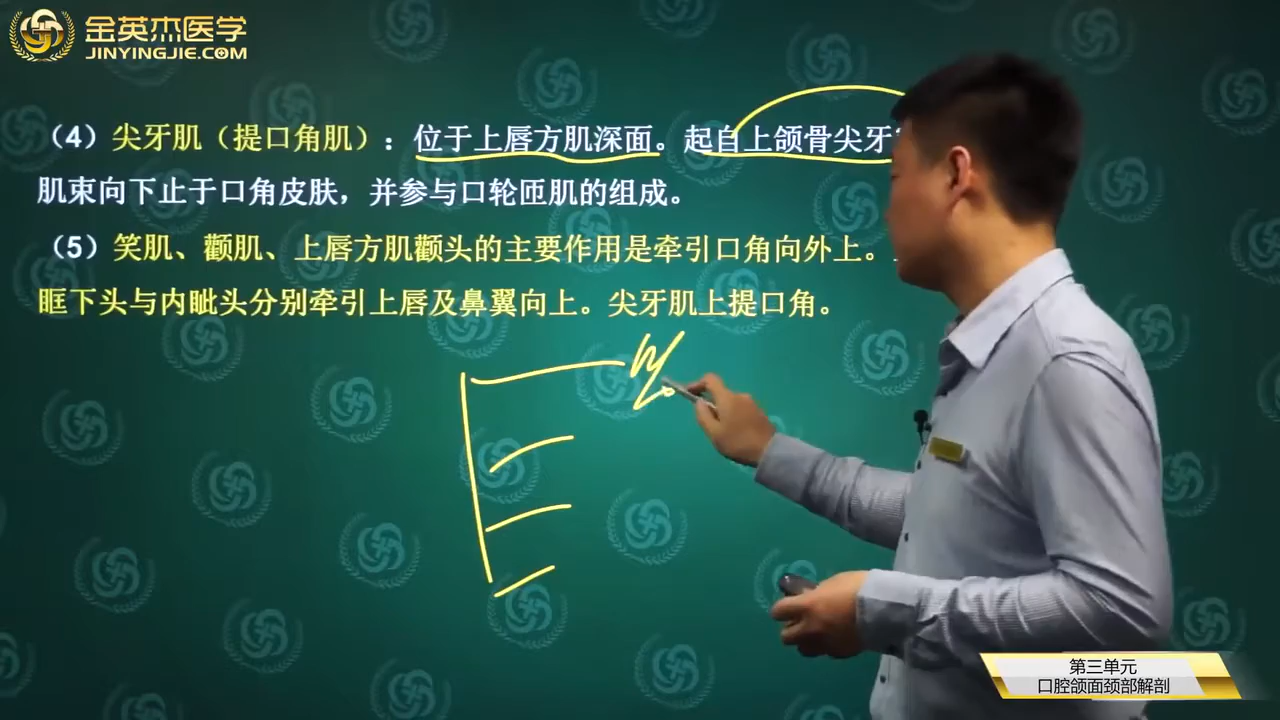 金英杰医学
JINYINGJIE.COM
（4）尖牙肌（提口角肌）：位于上唇方肌深面。起自上颌骨尖牙
肌束向下止于口角皮肤，并参与口轮匝肌的组成。
（5）笑肌、颧肌、上唇方肌颧头的主要作用是牵引口角向外上。
眶下头与内眦头分别牵引上唇及鼻翼向上。尖牙肌上提口角。
第三单元
口腔颌面颈部解剖